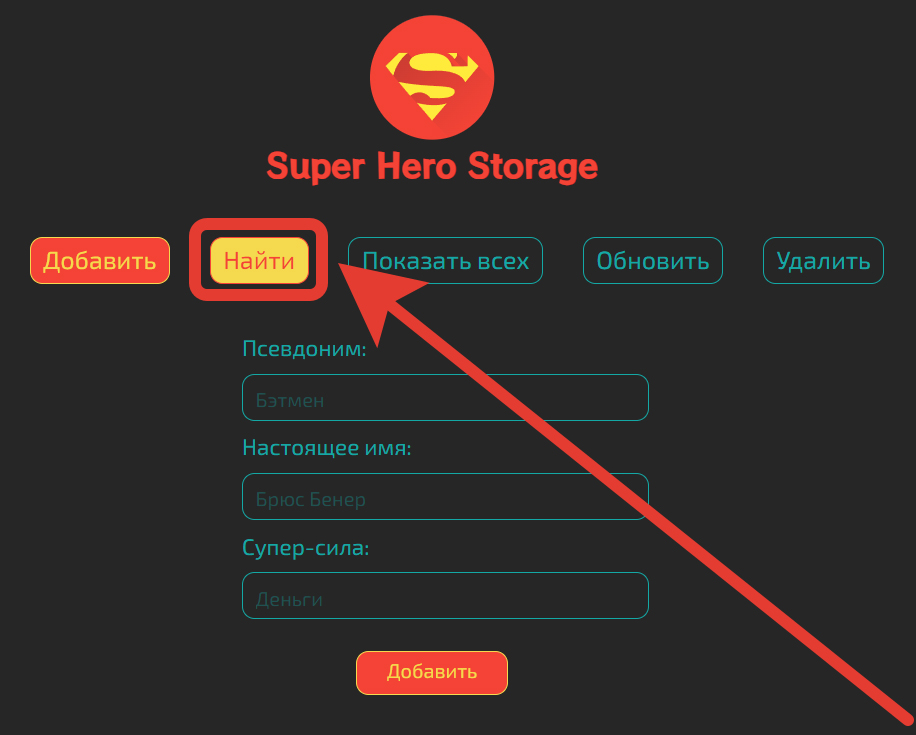 Super Hero Storage
Добавить Найти Показать всех Обновить Удалить
Псевдоним:
Бэтмен
Настоящее имя:
Брюс Бенер
Супер-сила:
Деньги
Добавить